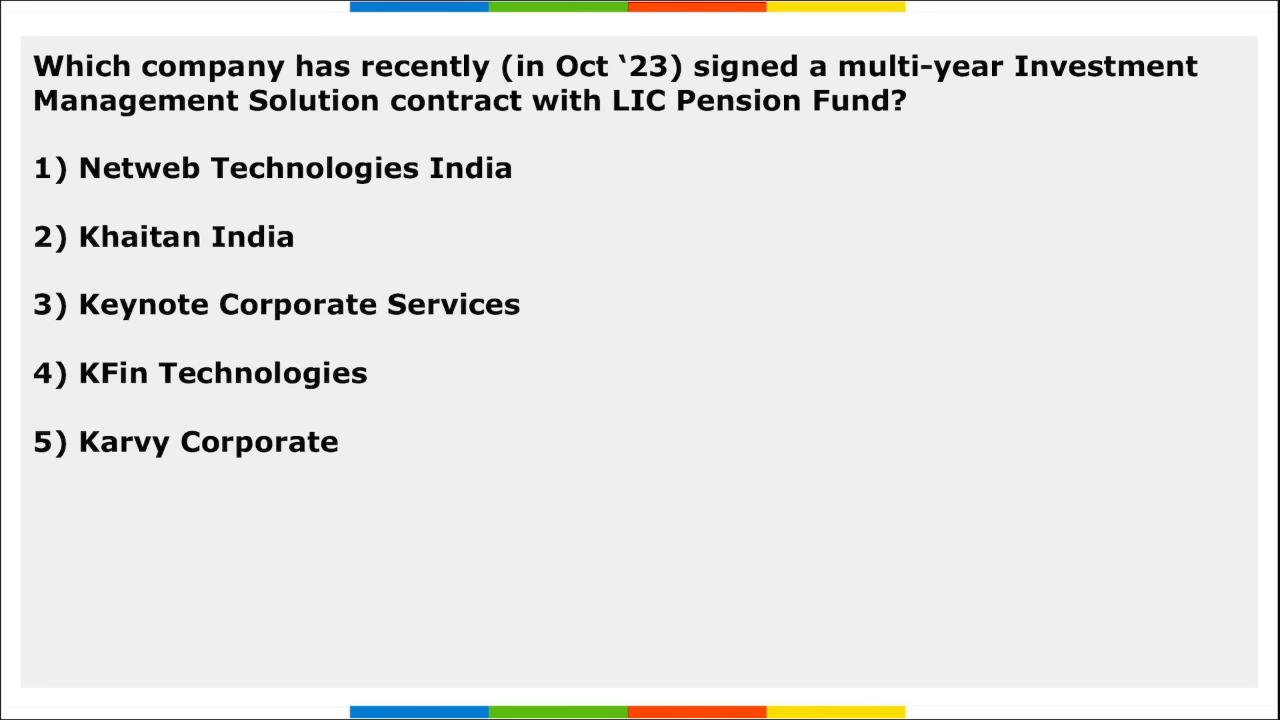 Which company has recently (in Oct ‘23) signed a multi-year Investment
Management Solution contract with LIC Pension Fund?
1) Netweb Technologies India
2) Khaitan India
3) Keynote Corporate Services
4) KFin Technologies
5) Karvy Corporate